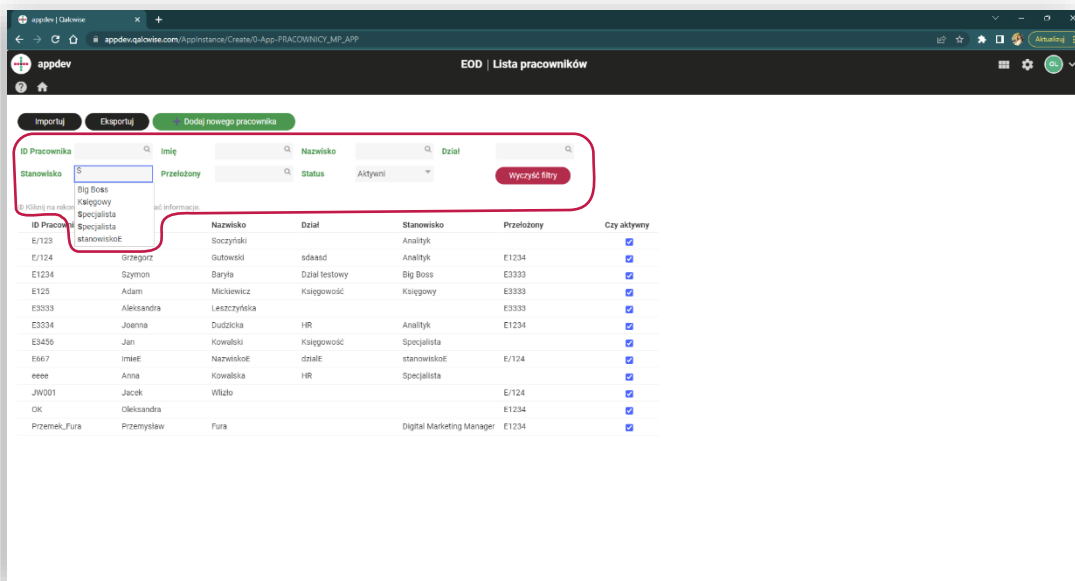 appdev | Qalcwise
appdev.qalcwise.com/AppInstance/Create/0-App-PRACOWNICY_MP_APP
Aktualizuj
appdev
EOD | Lista pracowników
OL
Importuj Eksportuj + Dodaj nowego pracownika
ID Pracownika Imię Nazwisko Dział
Stanowisko S Przełożony Status Aktywni Wyczyść filtry
Big Boss
Księgowy
Specjalista
Specjalista
stanowiskoE
Kliknij na rekor ać informacje.
ID Pracowni Nazwisko Dział Stanowisko Przełożony Czy aktywny
E/123 Soczyński Analityk
E/124 Grzegorz Gutowski sdaasd Analityk E1234
E1234 Szymon Baryła Dział testowy Big Boss E3333
E125 Adam Mickiewicz Księgowość Księgowy E3333
E3333 Aleksandra Leszczyńska E3333
E3334 Joanna Dudzicka HR Analityk E1234
E3456 Jan Kowalski Księgowość Specjalista
E667 ImieE NazwiskoE dzialE stanowiskoE E/124
eeee Anna Kowalska HR Specjalista
JW001 Jacek Wlizło E/124
OK Oleksandra E1234
Przemek_Fura Przemysław Fura Digital Marketing Manager E1234